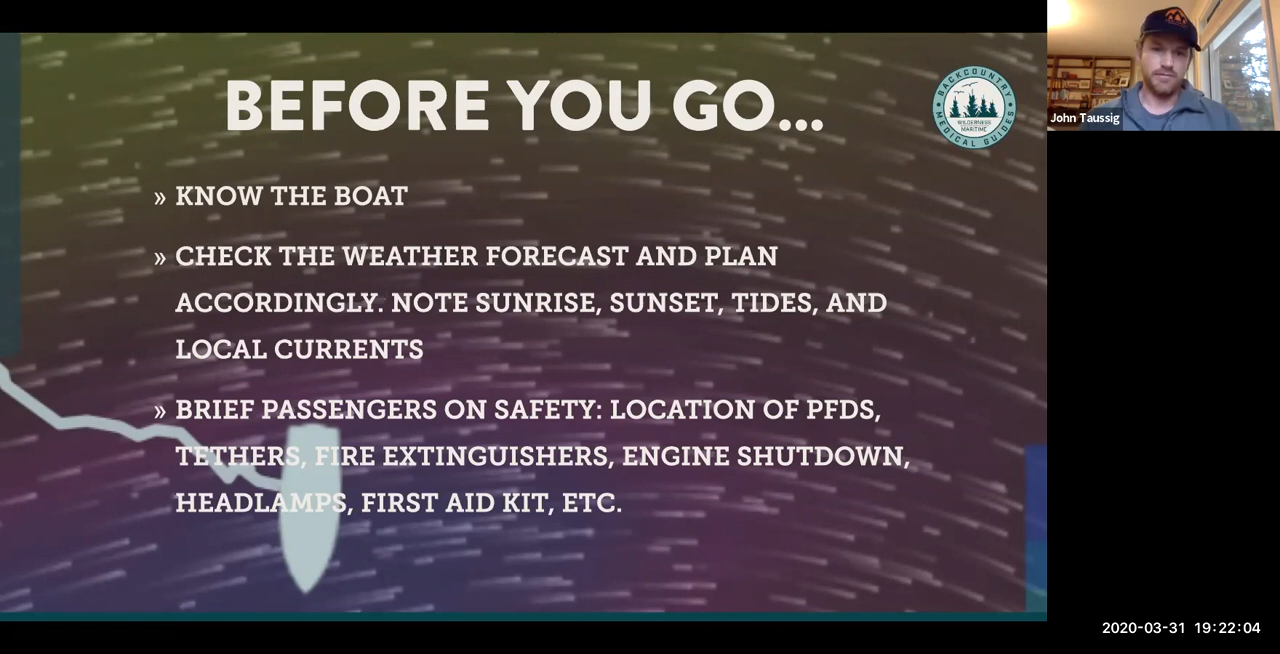 BEFORE YOU GO...
BACKCOUNTRY
WILDERNESS
MARITIME
MEDICAL GUIDES
» KNOW THE BOAT
» CHECK THE WEATHER FORECAST AND PLAN
ACCORDINGLY. NOTE SUNRISE, SUNSET, TIDES, AND
LOCAL CURRENTS
» BRIEF PASSENGERS ON SAFETY: LOCATION OF PFDS,
TETHERS, FIRE EXTINGUISHERS, ENGINE SHUTDOWN,
HEADLAMPS, FIRST AID KIT, ETC.
John Taussig
2020-03-31 19:22:04